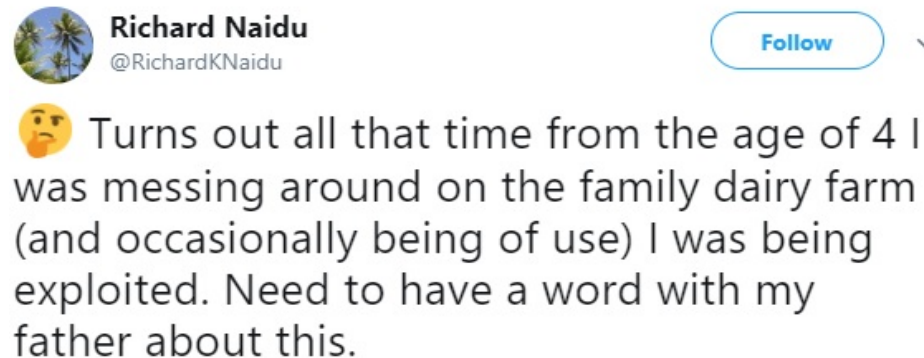 Richard Naidu
@RichardKNaidu
Follow
🤔 Turns out all that time from the age of 4 I
was messing around on the family dairy farm
(and occasionally being of use) I was being
exploited. Need to have a word with my
father about this.